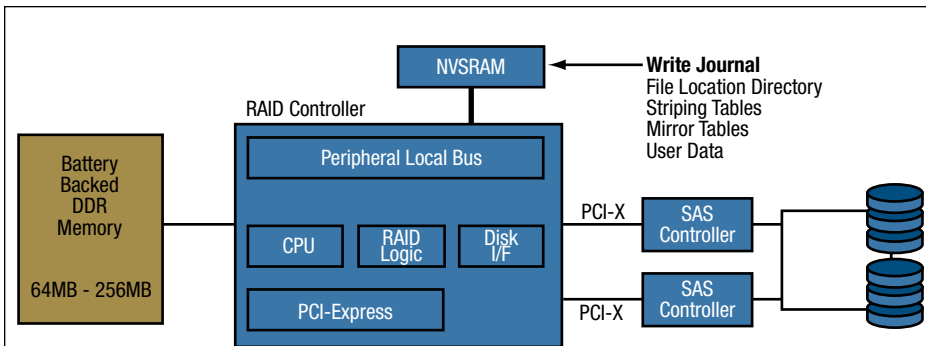 NVSRAM
Write Journal
File Location Directory
Striping Tables
Mirror Tables
User Data
RAID Controller
Peripheral Local Bus
Battery
Backed
DDR
Memory
64MB - 256MB
CPU
RAID
Logic
Disk
I/F
PCI-Express
PCI-X
SAS
Controller
PCI-X
SAS
Controller